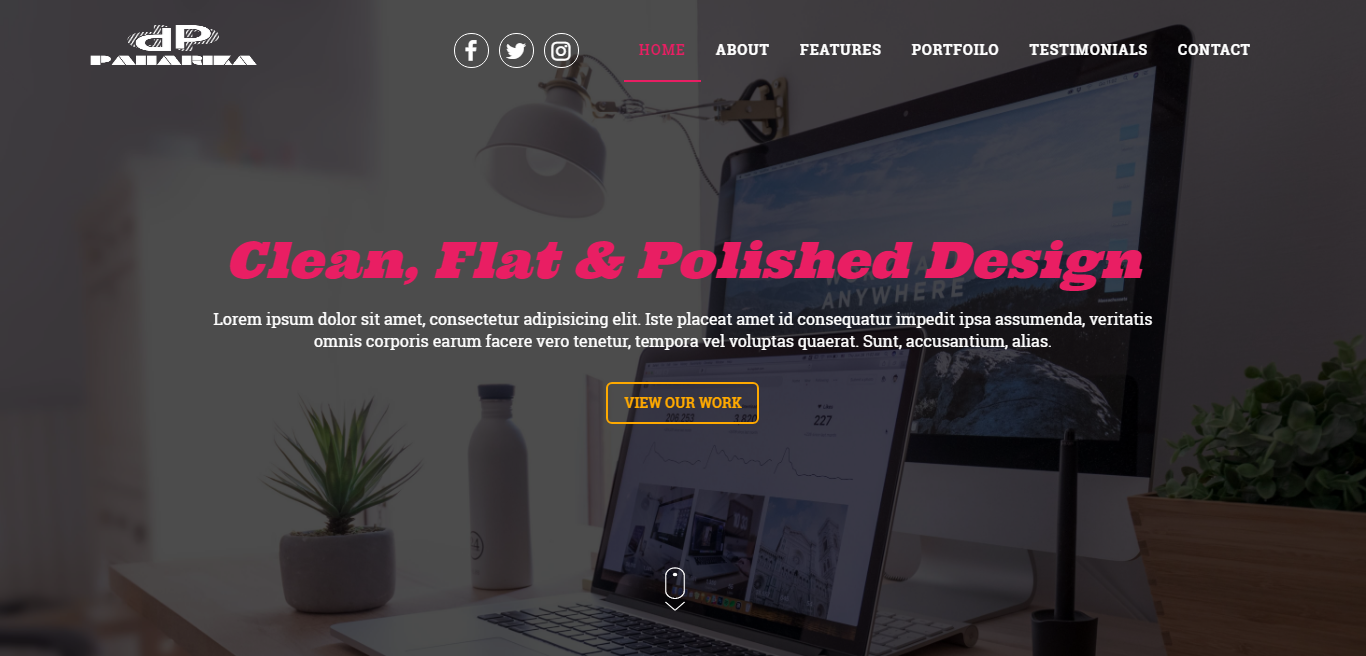 dP
HOME ABOUT FEATURES PORTFOILO TESTIMONIALS CONTACT
Clean, Flat & Polished Design
ANYWHERE
Lorem ipsum dolor sit amet, consectetur adipisicing elit. Iste placeat amet id consequatur impedit ipsa assumenda, veritatis
omnis corporis earum facere vero tenetur, tempora vel voluptas quaerat. Sunt, accusantium, alias.
VIEW OUR WORK
227